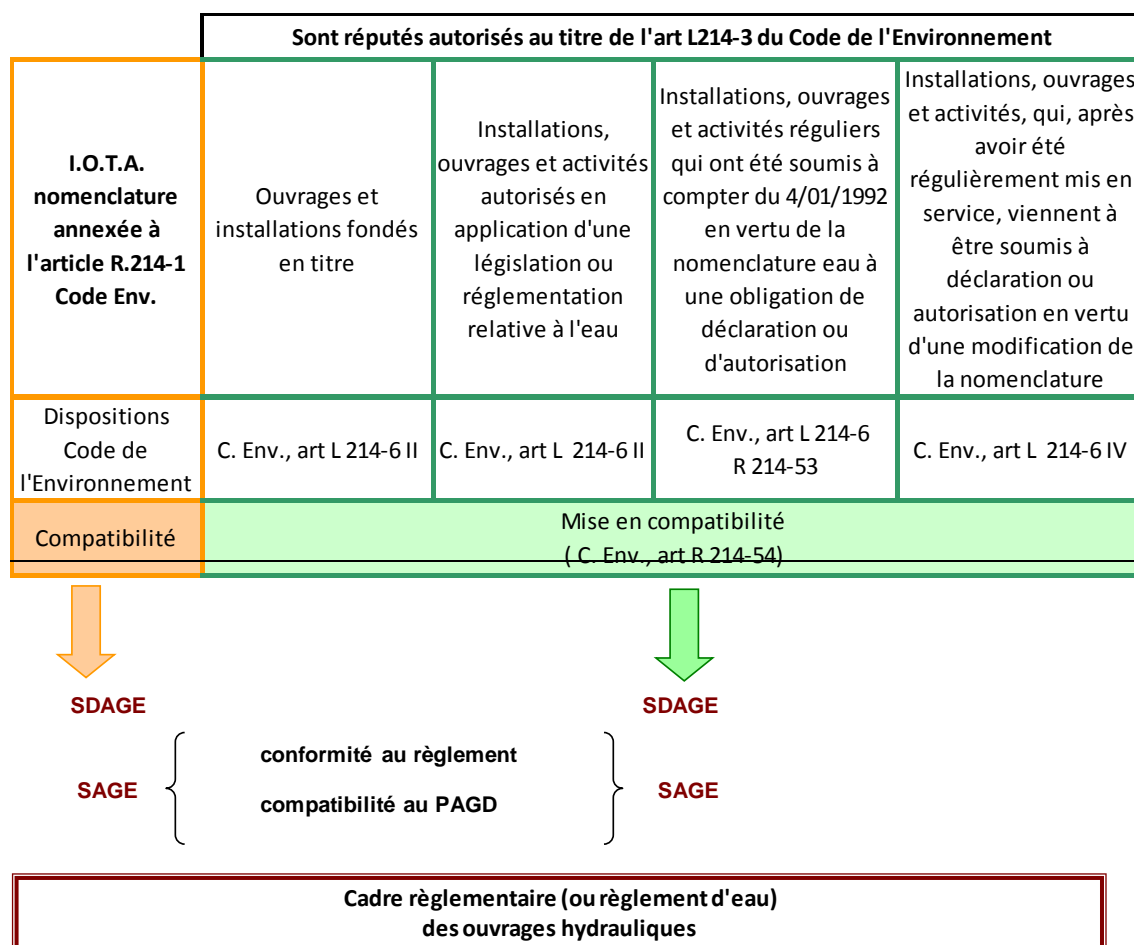 Sont réputés autorisés au titre de l'art L214-3 du Code de l'Environnement
I.O.T.A.
nomenclature
annexée à
l'article R.214-1
Code Env.
Ouvrages et
installations fondés
en titre
Installations,
ouvrages et activités
autorisés en
application d'une
législation ou
réglementation
relative à l'eau
Installations, ouvrages
et activités réguliers
qui ont été soumis à
compter du 4/01/1992
en vertu de la
nomenclature eau à
une obligation de
déclaration ou
d'autorisation
Installations, ouvrages
et activités, qui, après
avoir été
régulièrement mis en
service, viennent à
être soumis à
déclaration ou
autorisation en vertu
d'une modification de
la nomenclature
Dispositions
Code de
l'Environnement
C. Env., art L 214-6 II
C. Env., art L 214-6 II
C. Env., art L 214-6
R 214-53
C. Env., art L 214-6 IV
Compatibilité
Mise en compatibilité
( C. Env., art R 214-54)
SDAGE
SDAGE
conformité au règlement
SAGE
compatibilité au PAGD
SAGE
Cadre règlementaire (ou règlement d'eau)
des ouvrages hydrauliques